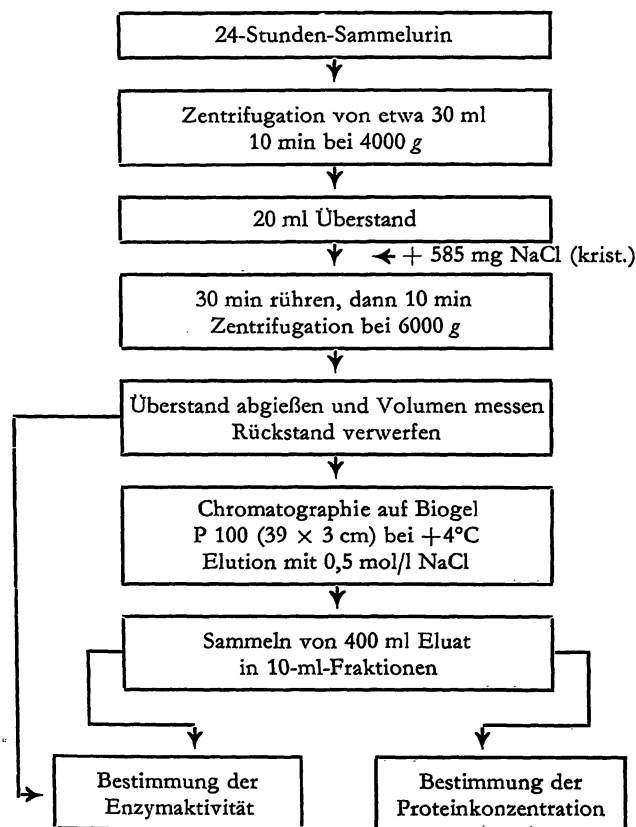 24-Stunden-Sammelurin
Zentrifugation von etwa 30 ml
10 min bei 4000 g
20 ml Überstand
+ 585 mg NaCl (krist.)
30 min rühren, dann 10 min
Zentrifugation bei 6000 g
Überstand abgießen und Volumen messen
Rückstand verwerfen
Chromatographie auf Biogel
P 100 (39 × 3 cm) bei +4°C
Elution mit 0,5 mol/l NaCl
Sammeln von 400 ml Eluat
in 10-ml-Fraktionen
Bestimmung der
Enzymaktivität
Bestimmung der
Proteinkonzentration